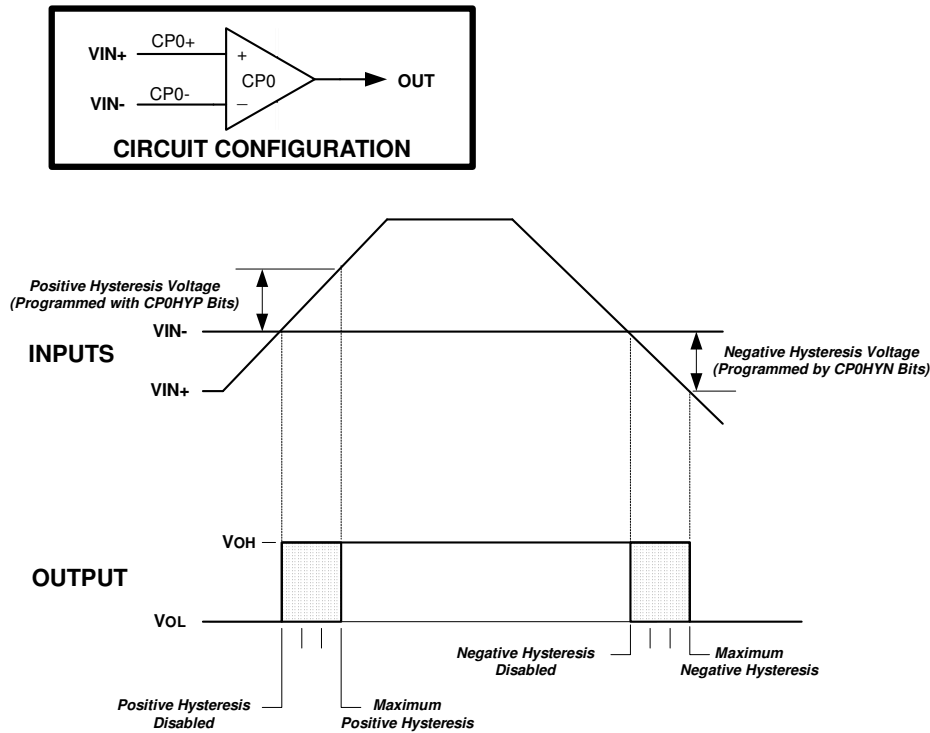 VIN+
CP0+
+
CP0
OUT
VIN-
CP0-
_
CIRCUIT CONFIGURATION
Positive Hysteresis Voltage
(Programmed with CP0HYP Bits)
VIN-
INPUTS
Negative Hysteresis Voltage
(Programmed by CP0HYN Bits)
VIN+
VOH
OUTPUT
VOL
Negative Hysteresis
Disabled
Maximum
Negative Hysteresis
Positive Hysteresis
Disabled
Maximum
Positive Hysteresis